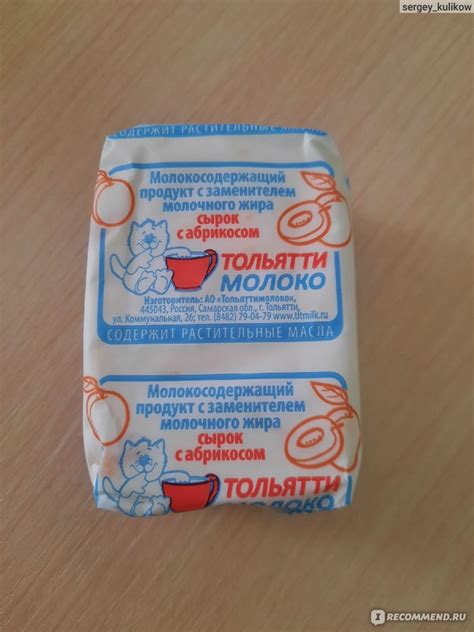 sergey_kulikow
СОДЕРЖИТ РАСТИТЕЛЬНЫЕ МАСЛА
Молокосодержащий
продукт с заменителем
молочного жира
сырок
с абрикосом
ТОЛЬЯТТИ
МОЛОКО
Изготовитель: АО «Тольяттимолоко»,
445043, Россия, Самарская обл., г. Тольятти,
ул. Коммунальная, 26; тел. (8482) 79-04-79 www.tltmilk.ru
СОДЕРЖИТ РАСТИТЕЛЬНЫЕ МАСЛА
Молокосодержащий
продукт с заменителем
молочного жира
сырок
с абрикосом
ТОЛЬЯТТИ
МОЛОКО
I RECOMMEND.RU